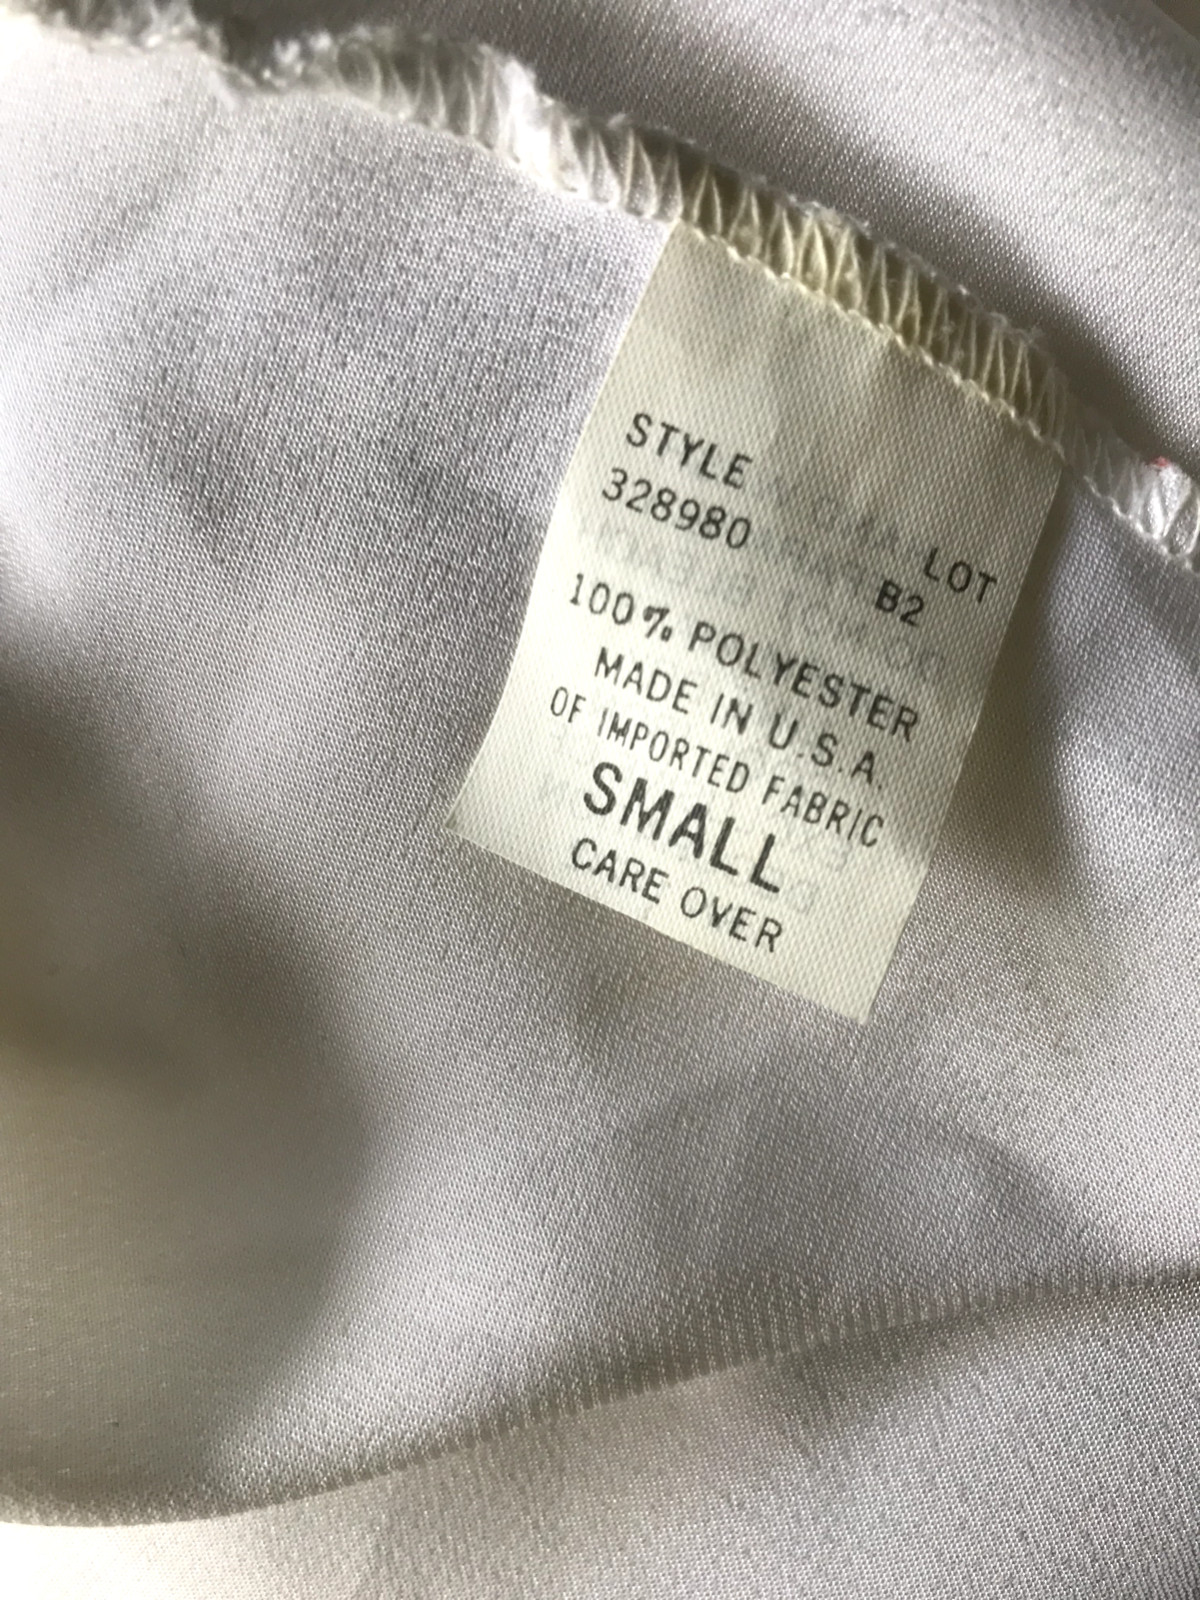 STYLE
328980
LOT
B2
100% POLYESTER
MADE IN U.S.A.
OF IMPORTED FABRIC
SMALL
CARE OVER